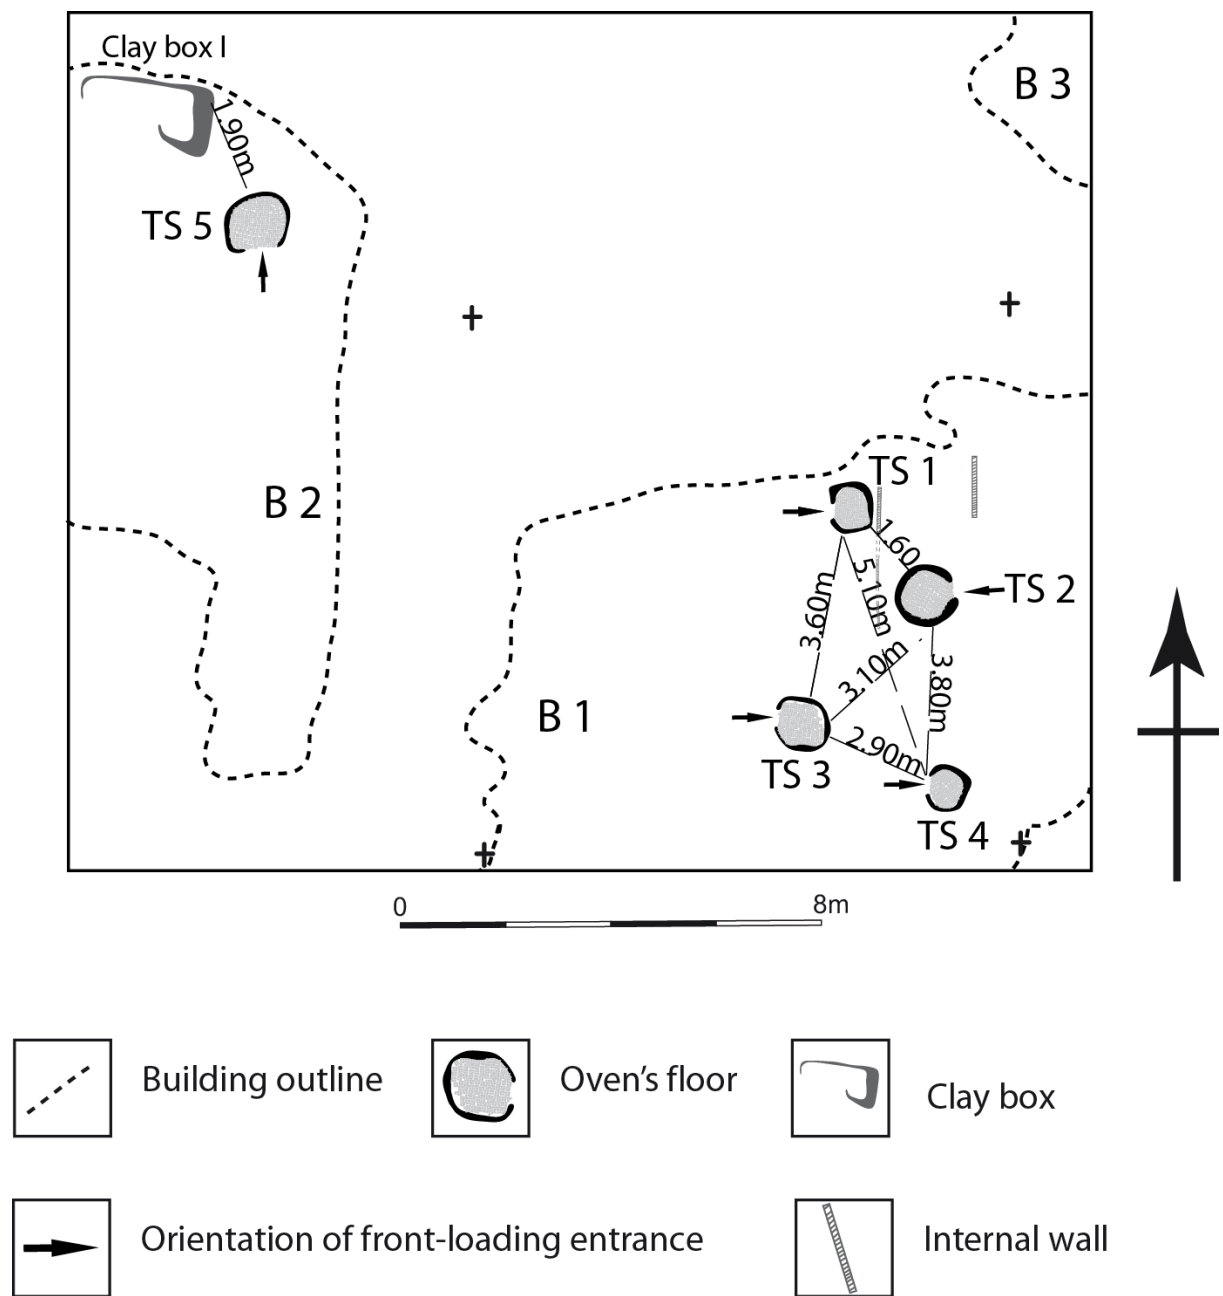 Clay box I
B 3
1.90m
TS 5
B 2
TS 1
1.60
TS 2
5.10m
3.60m
3.10m
3.80m
B 1
2.90m
TS 3
TS 4
0
8m
Building outline
Oven's floor
Clay box
Orientation of front-loading entrance
Internal wall